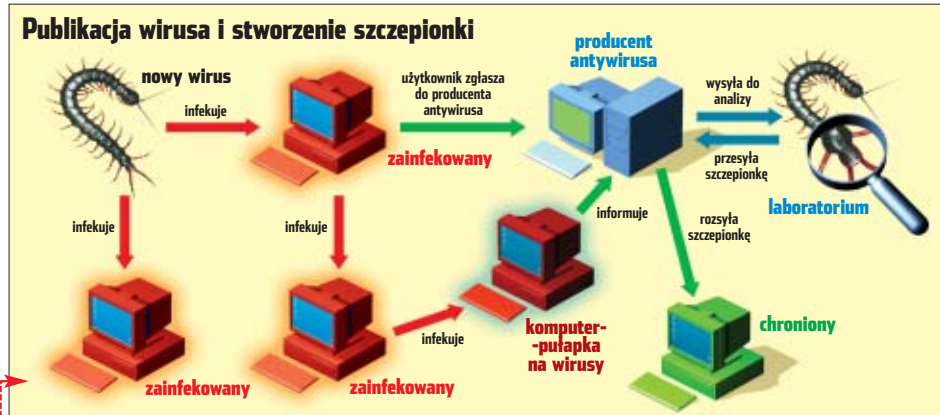 Publikacja wirusa i stworzenie szczepionki
nowy wirus
infekuje
zainfekowany
użytkownik zgłasza
do producenta
antywirusa
producent
antywirusa
wysyła do
analizy
przesyła
szczepionkę
laboratorium
infekuje
infekuje
informuje
rozsyła
szczepionkę
zainfekowany
zainfekowany
infekuje
komputer-
-pułapka
na wirusy
chroniony